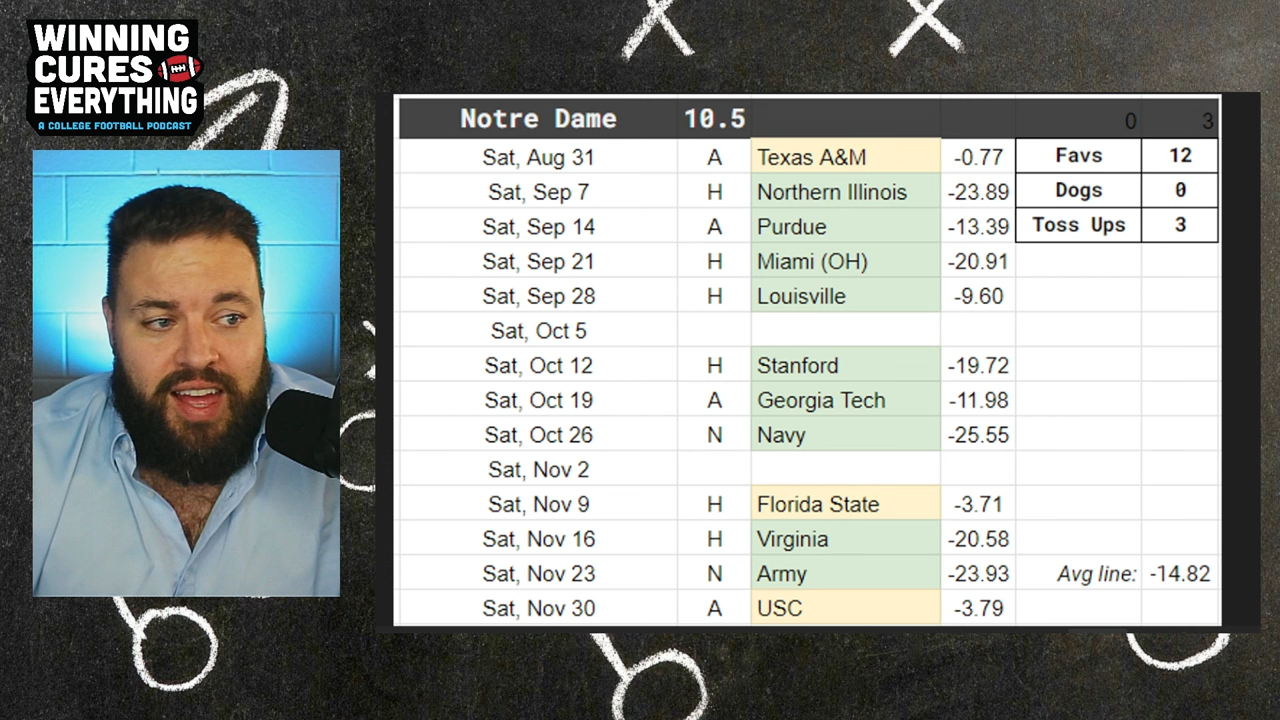 WINNING
CURES
EVERYTHING
A COLLEGE FOOTBALL PODCAST
Notre Dame 10.5 0 3
Sat, Aug 31 A Texas A&M -0.77 Favs 12
Sat, Sep 7 H Northern Illinois -23.89 Dogs 0
Sat, Sep 14 A Purdue -13.39 Toss Ups 3
Sat, Sep 21 H Miami (OH) -20.91
Sat, Sep 28 H Louisville -9.60
Sat, Oct 5
Sat, Oct 12 H Stanford -19.72
Sat, Oct 19 A Georgia Tech -11.98
Sat, Oct 26 N Navy -25.55
Sat, Nov 2
Sat, Nov 9 H Florida State -3.71
Sat, Nov 16 H Virginia -20.58
Sat, Nov 23 N Army -23.93 Avg line: -14.82
Sat, Nov 30 A USC -3.79